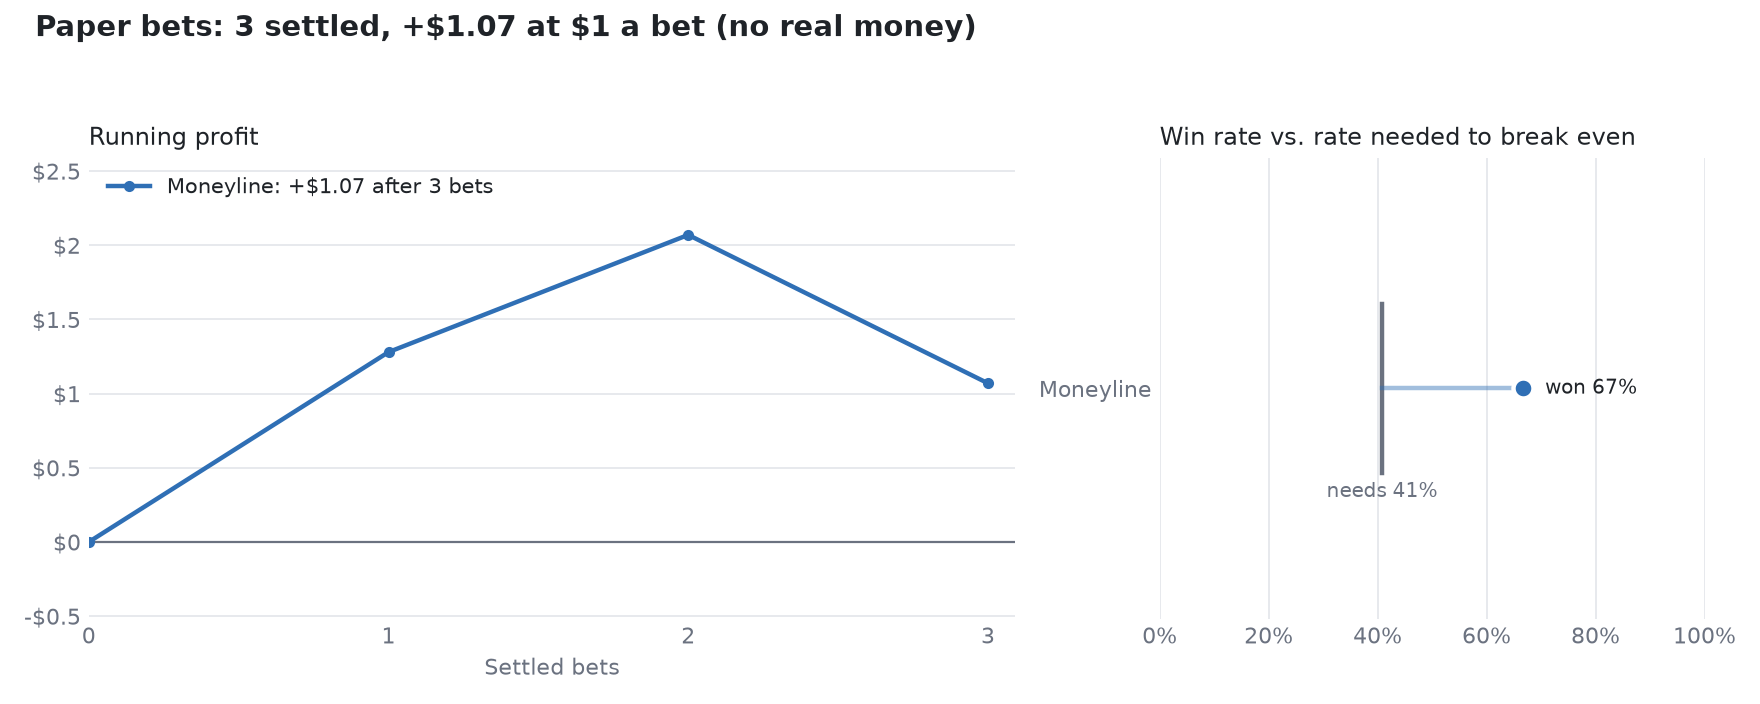 Paper bets: 3 settled, +$1.07 at $1 a bet (no real money)
Running profit
$2.5
Moneyline: +$1.07 after 3 bets
$2
$1.5
$1
$0.5
$0
-$0.5
0 1 2 3
Settled bets
Win rate vs. rate needed to break even
Moneyline
won 67%
needs 41%
0% 20% 40% 60% 80% 100%